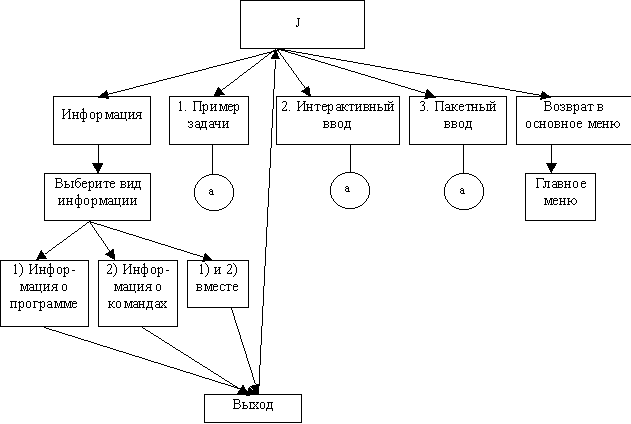 J
Информация
1. Пример
задачи
2. Интерактивный
ввод
3. Пакетный
ввод
Возврат в
основное меню
а
а
а
Выберите вид
информации
Главное
меню
1) Инфор-
мация о
программе
2) Инфор-
мация о
командах
1) и 2)
вместе
Выход